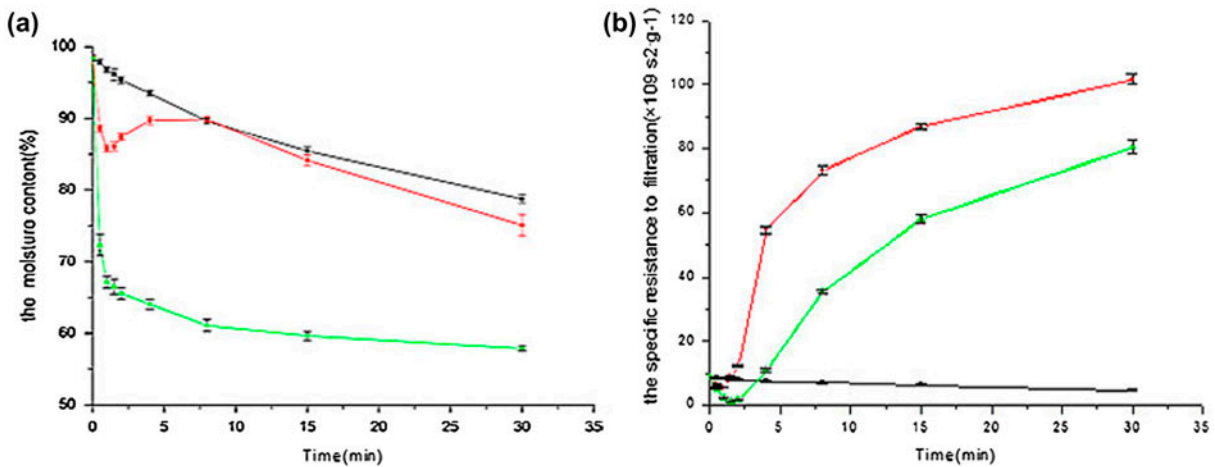 (a)
100
90
80
70
60
50
tho molsturo contont(%)
0 5 10 15 20 25 30 35
Time(min)
(b)
120
100
80
60
40
20
0
the specific resistance to filtration(×109 s2·g-1)
0 5 10 15 20 25 30 35
Time(min)